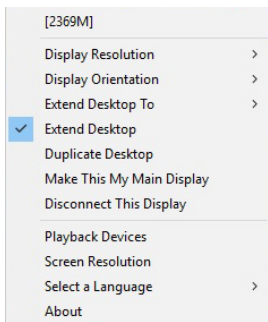 [2369M]
Display Resolution
Display Orientation
Extend Desktop To
Extend Desktop
Duplicate Desktop
Make This My Main Display
Disconnect This Display
Playback Devices
Screen Resolution
Select a Language
About